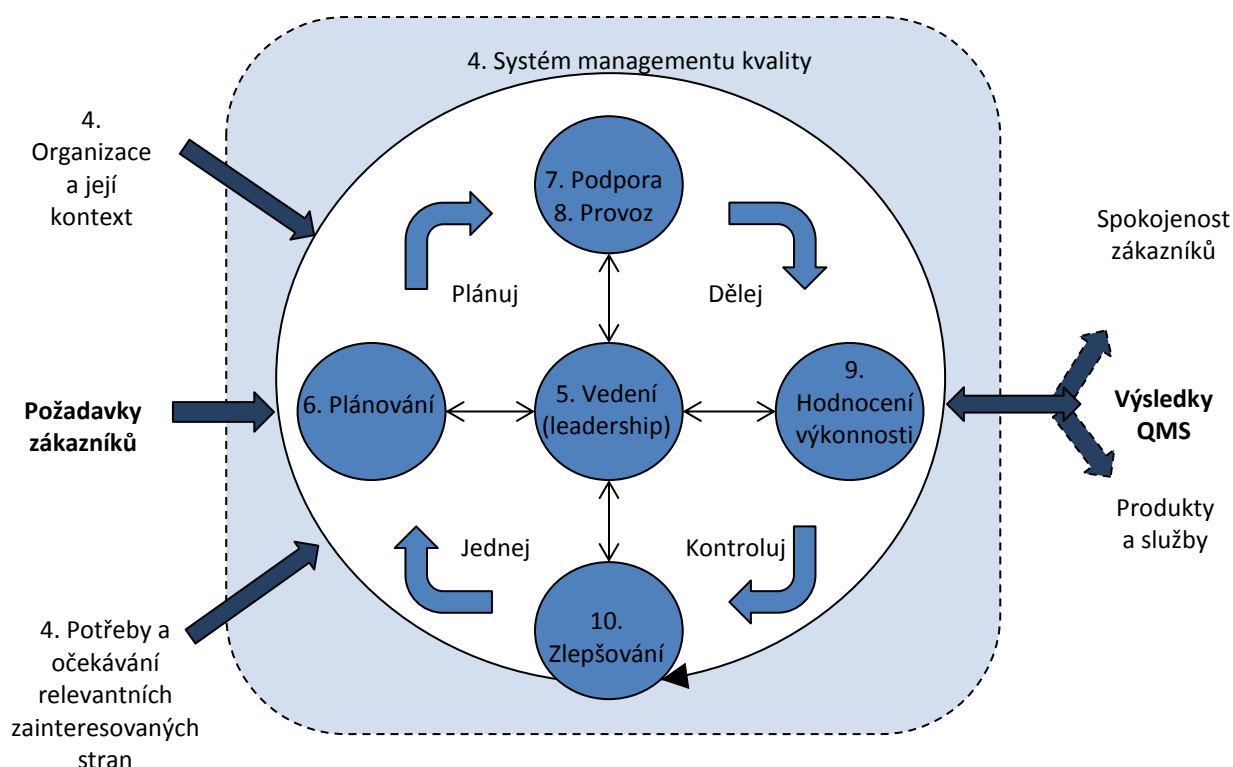 4. Systém managementu kvality
4.
Organizace
a její
kontext
7. Podpora
8. Provoz
Spokojenost
zákazníků
Plánuj
Dělej
Požadavky
zákazníků
6. Plánování
5. Vedení
(leadership)
9.
Hodnocení
výkonnosti
Výsledky
QMS
Jednej
Kontroluj
Produkty
a služby
10.
Zlepšování
4. Potřeby a
očekávání
relevantních
zainteresovaných
stran